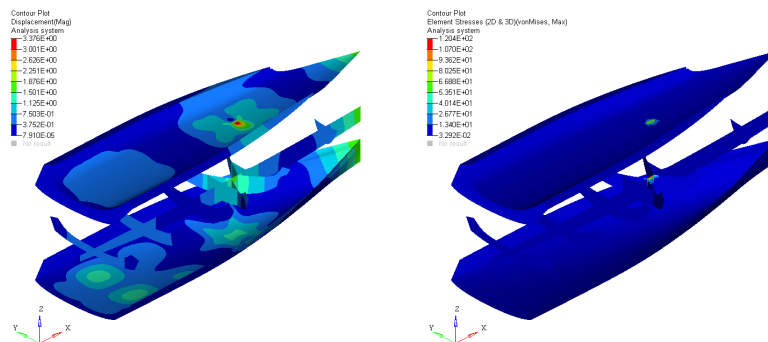 Contour Plot
Displacement(Mag)
Analysis system
3.376E+00
3.001E+00
2.626E+00
2.251E+00
1.876E+00
1.501E+00
1.125E+00
7.503E-01
3.752E-01
7.910E-05
No result
Z
Y
X
Contour Plot
Element Stresses (2D & 3D)(vonMises, Max)
Analysis system
1.204E+02
1.070E+02
9.362E+01
8.025E+01
6.688E+01
5.351E+01
4.014E+01
2.677E+01
1.340E+01
3.292E-02
No result
Z
Y
X